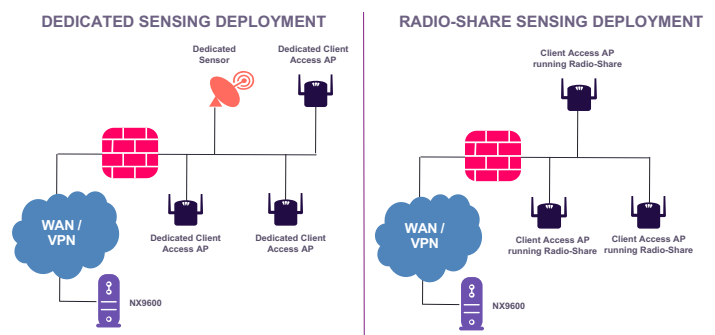 DEDICATED SENSING DEPLOYMENT
Dedicated
Sensor
Dedicated Client
Access AP
WAN /
VPN
Dedicated Client
Access AP
Dedicated Client
Access AP
NX9600
RADIO-SHARE SENSING DEPLOYMENT
Client Access AP
running Radio-Share
WAN /
VPN
Client Access AP
running Radio-Share
Client Access AP
running Radio-Share
NX9600